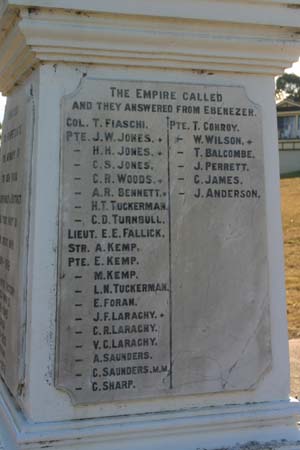 THE EMPIRE CALLED
AND THEY ANSWERED FROM EBENEZER.
COL. T. FIASCHI.
PTE. J. W. JONES. +
– H. H. JONES. +
– C. S. JONES.
– C. R. WOODS. +
– A. R. BENNETT. +
– H. T. TUCKERMAN.
– C. D. TURNBULL.
LIEUT. E. E. FALLICK.
STR. A. KEMP.
PTE. E. KEMP.
– M. KEMP.
– L. N. TUCKERMAN.
– E. FORAN.
– J. F. LARACHY. +
– C. R. LARACHY.
– V. C. LARACHY.
– A. SAUNDERS.
– C. SAUNDERS. M.M.
– C. SHARP.
PTE. T. CONROY.
– W. WILSON. +
– T. BALCOMBE.
– J. PERRETT.
– C. JAMES.
– J. ANDERSON.